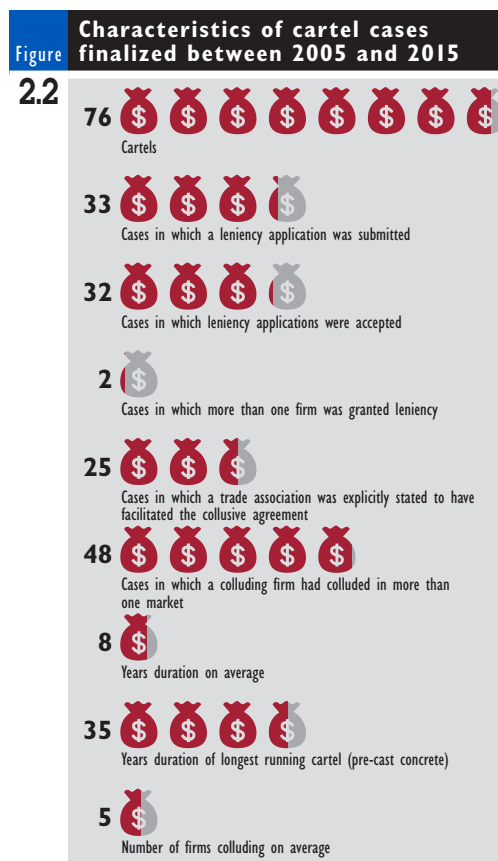 Figure
2.2
Characteristics of cartel cases
finalized between 2005 and 2015
76
Cartels
33
Cases in which a leniency application was submitted
32
Cases in which leniency applications were accepted
2
Cases in which more than one firm was granted leniency
25
Cases in which a trade association was explicitly stated to have
facilitated the collusive agreement
48
Cases in which a colluding firm had colluded in more than
one market
8
Years duration on average
35
Years duration of longest running cartel (pre-cast concrete)
5
Number of firms colluding on average